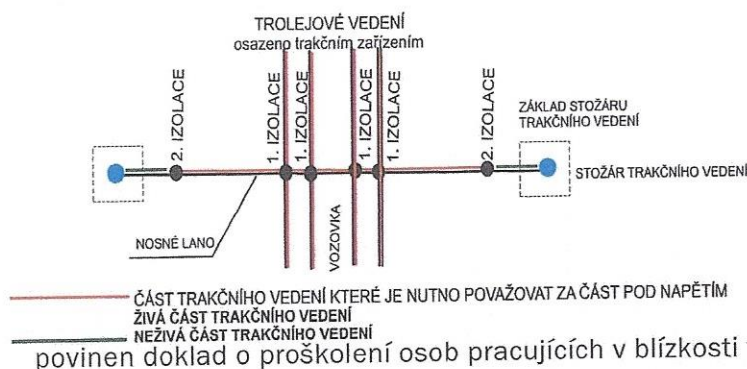 TROLEJOVÉ VEDENÍ
osazeno trakčním zařízením
2. IZOLACE
1. IZOLACE
1. IZOLACE
1. IZOLACE
1. IZOLACE
2. IZOLACE
ZÁKLAD STOŽÁRU
TRAKČNÍHO VEDENÍ
STOŽÁR TRAKČNÍHO VEDENÍ
NOSNÉ LANO
VOZOVKA
ČÁST TRAKČNÍHO VEDENÍ KTERÉ JE NUTNO POVAŽOVAT ZA ČÁST POD NAPĚTÍM
ŽIVÁ ČÁST TRAKČNÍHO VEDENÍ
NEŽIVÁ ČÁST TRAKČNÍHO VEDENÍ
povinen doklad o proškolení osob pracujících v blízkosti